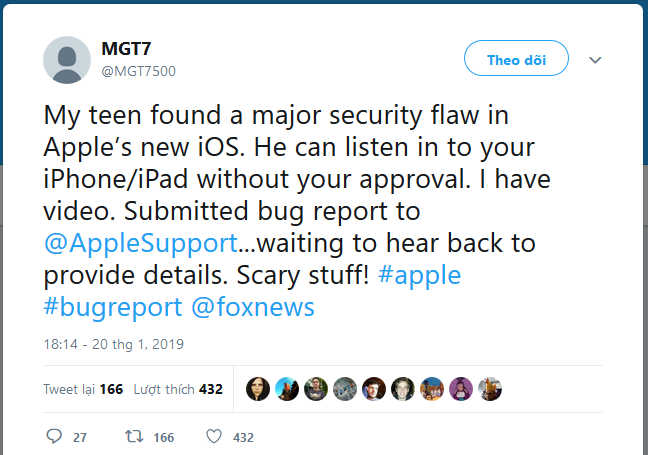 MGT7
@MGT7500
Theo dõi
My teen found a major security flaw in
Apple’s new iOS. He can listen in to your
iPhone/iPad without your approval. I have
video. Submitted bug report to
@AppleSupport...waiting to hear back to
provide details. Scary stuff! #apple
#bugreport @foxnews
18:14 - 20 thg 1, 2019
Tweet lại 166 Lượt thích 432
27 166 432